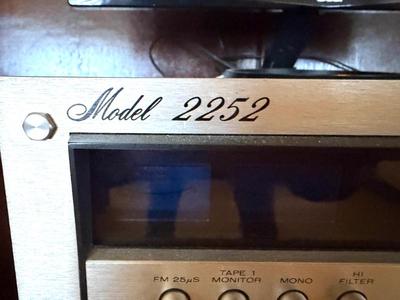 Model 2252
FM 25µS
TAPE 1
MONITOR
MONO
HI
FILTER